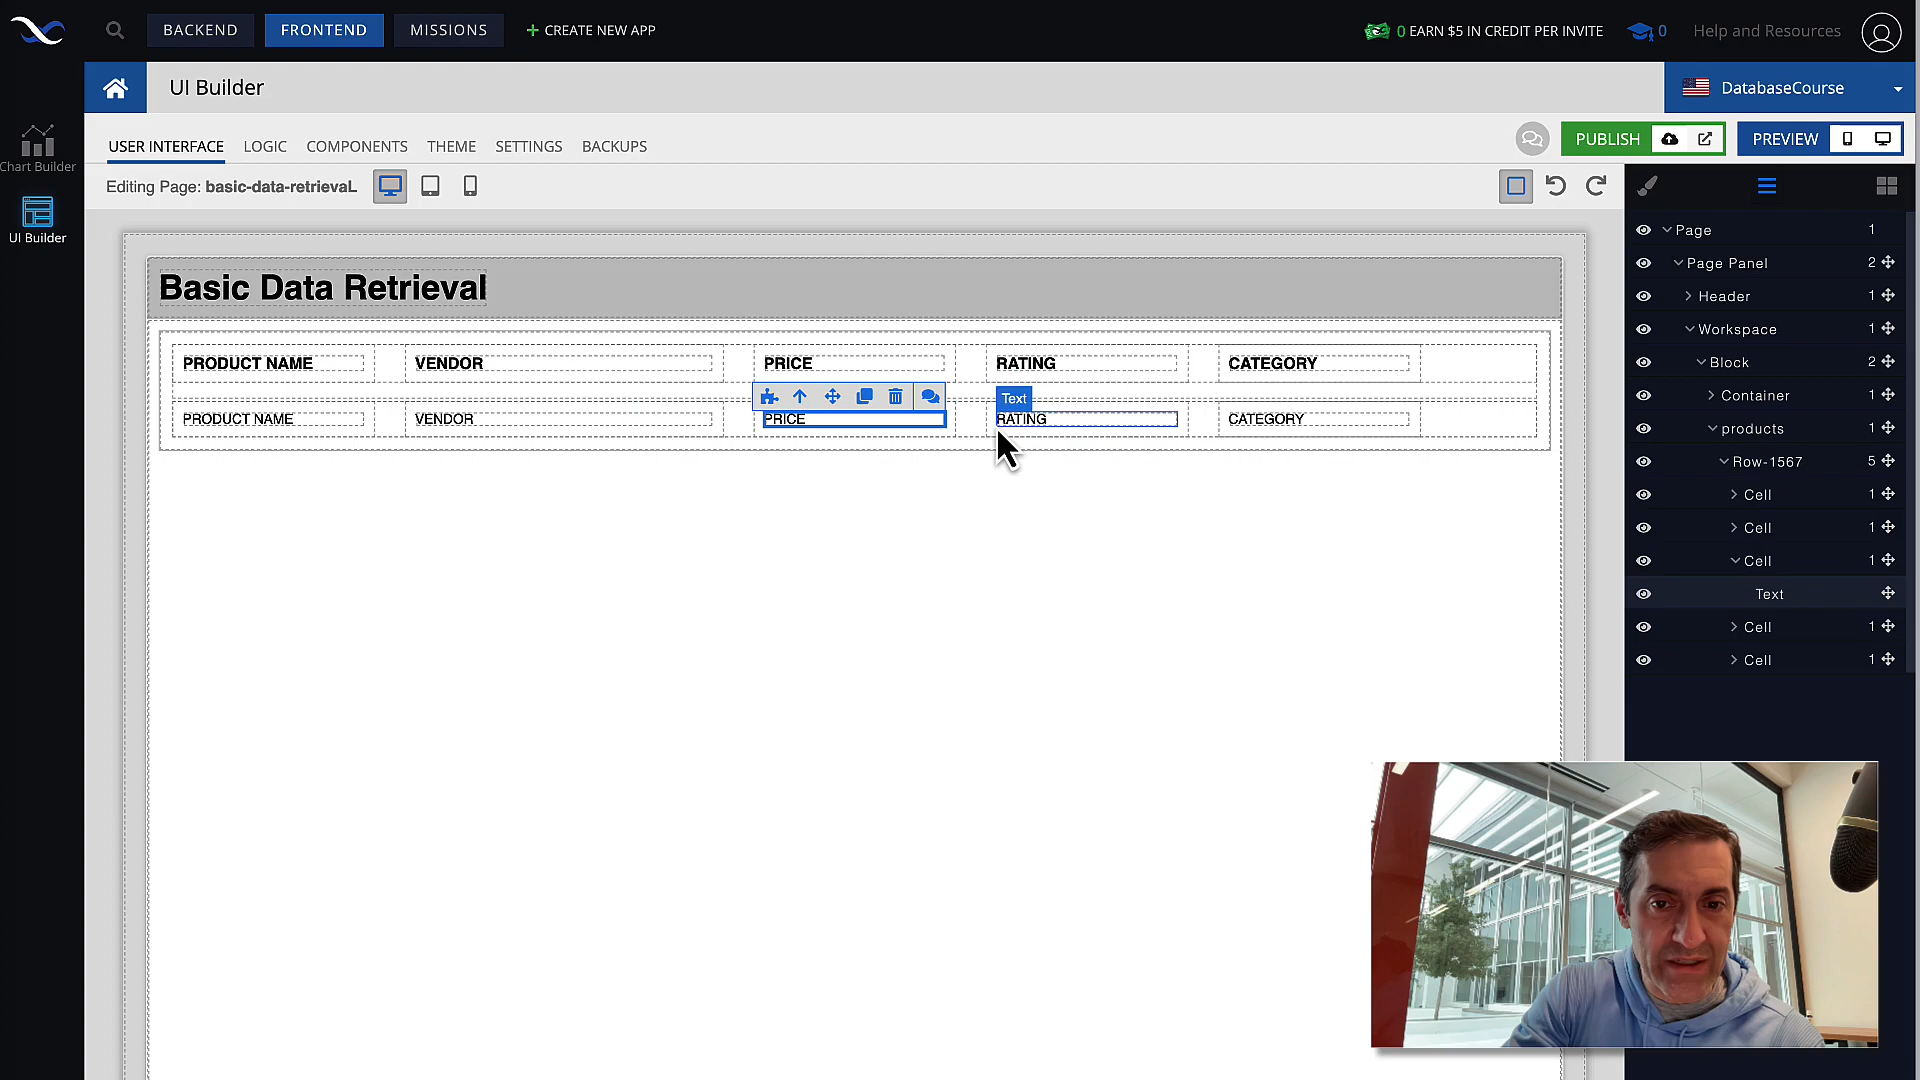 BACKEND
FRONTEND
MISSIONS
CREATE NEW APP
0 EARN $5 IN CREDIT PER INVITE
0
Help and Resources
UI Builder
DatabaseCourse
Chart Builder
UI Builder
USER INTERFACE
LOGIC
COMPONENTS
THEME
SETTINGS
BACKUPS
PUBLISH
PREVIEW
Editing Page: basic-data-retrievaL
Basic Data Retrieval
PRODUCT NAME
VENDOR
PRICE
RATING
CATEGORY
Text
PRODUCT NAME
VENDOR
PRICE
RATING
CATEGORY
Page 1
Page Panel 2
Header 1
Workspace 1
Block 2
Container 1
products 1
Row-1567 5
Cell 1
Cell 1
Cell 1
Text
Cell 1
Cell 1